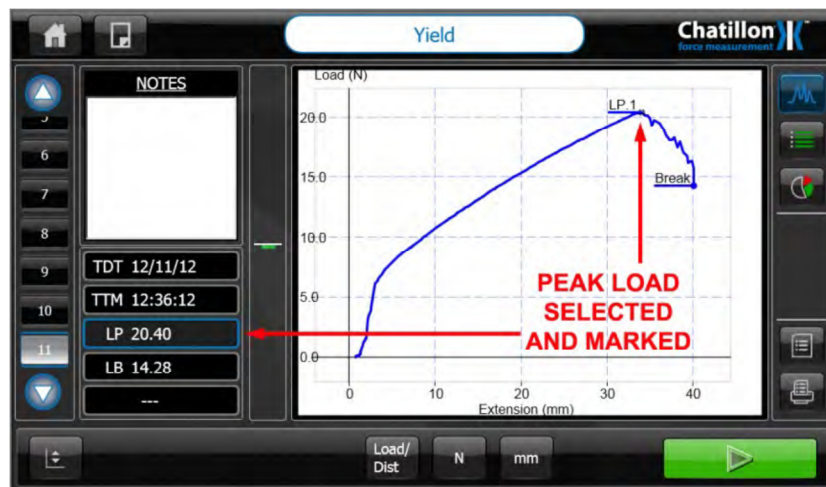 Yield
Chatillon
force measurement
NOTES
6
7
8
9
10
11
TDT 12/11/12
TTM 12:36:12
LP 20.40
LB 14.28
---
Load (N)
20.0
15.0
10.0
5.0
0.0
0
10
20
30
40
Extension (mm)
LP.1
Break
PEAK LOAD
SELECTED
AND MARKED
Load/
Dist
N
mm